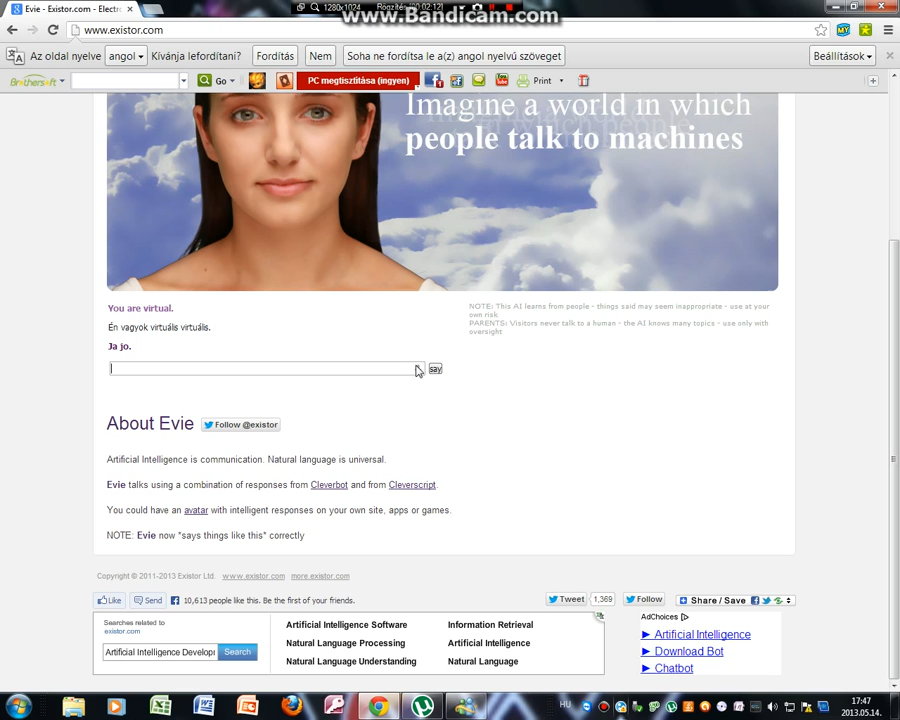 Evie - Existor.com - Electr
1280x1024
Rögzítés [00:02:12]
www.Bandicam.com
www.existor.com
Az oldal nyelve angol Kívánja lefordítani? Fordítás Nem Soha ne fordítsa le a(z) angol nyelvű szöveget Beállítások
Brothersoft Go PC megtisztítása (ingyen) Print
Imagine a world in which
people talk to machines
You are virtual.
Én vagyok virtuális virtuális.
Ja jo.
say
NOTE: This AI learns from people - things said may seem inappropriate - use at your
own risk
PARENTS: Visitors never talk to a human - the AI knows many topics - use only with
oversight
About Evie Follow @existor
Artificial Intelligence is communication. Natural language is universal.
Evie talks using a combination of responses from Cleverbot and from Cleverscript.
You could have an avatar with intelligent responses on your own site, apps or games.
NOTE: Evie now *says things like this* correctly
Copyright © 2011-2013 Existor Ltd. www.existor.com more.existor.com
Like Send 10,613 people like this. Be the first of your friends. Tweet 1,369 Follow Share / Save
Searches related to
existor.com
Artificial Intelligence Developi Search
Artificial Intelligence Software
Natural Language Processing
Natural Language Understanding
Information Retrieval
Artificial Intelligence
Natural Language
AdChoices
► Artificial Intelligence
► Download Bot
► Chatbot
HU
17:47
2013.05.14.